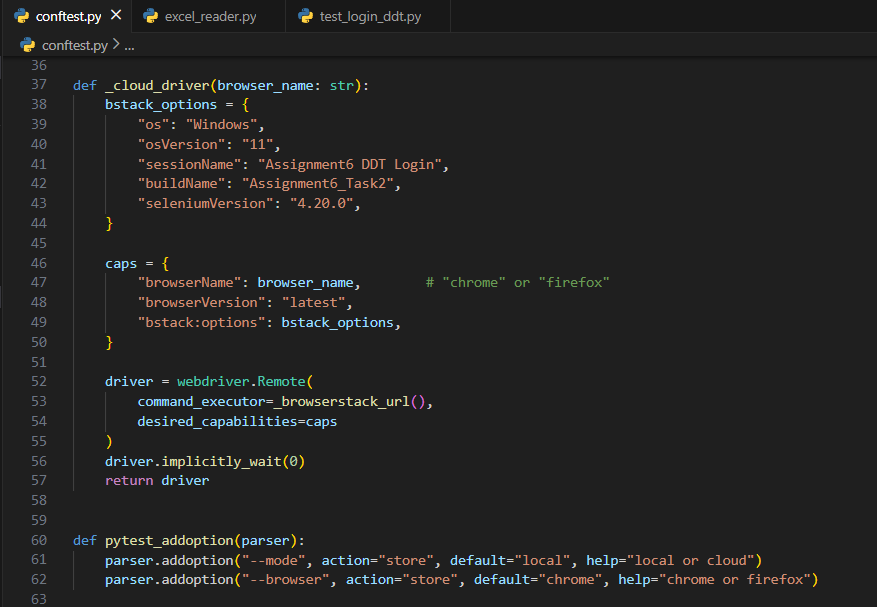 conftest.py × excel_reader.py test_login_ddt.py
conftest.py > ...
36
37 def _cloud_driver(browser_name: str):
38 bstack_options = {
39 "os": "Windows",
40 "osVersion": "11",
41 "sessionName": "Assignment6 DDT Login",
42 "buildName": "Assignment6_Task2",
43 "seleniumVersion": "4.20.0",
44 }
45
46 caps = {
47 "browserName": browser_name, # "chrome" or "firefox"
48 "browserVersion": "latest",
49 "bstack:options": bstack_options,
50 }
51
52 driver = webdriver.Remote(
53 command_executor=_browserstack_url(),
54 desired_capabilities=caps
55 )
56 driver.implicitly_wait(0)
57 return driver
58
59
60 def pytest_addoption(parser):
61 parser.addoption("--mode", action="store", default="local", help="local or cloud")
62 parser.addoption("--browser", action="store", default="chrome", help="chrome or firefox")
63